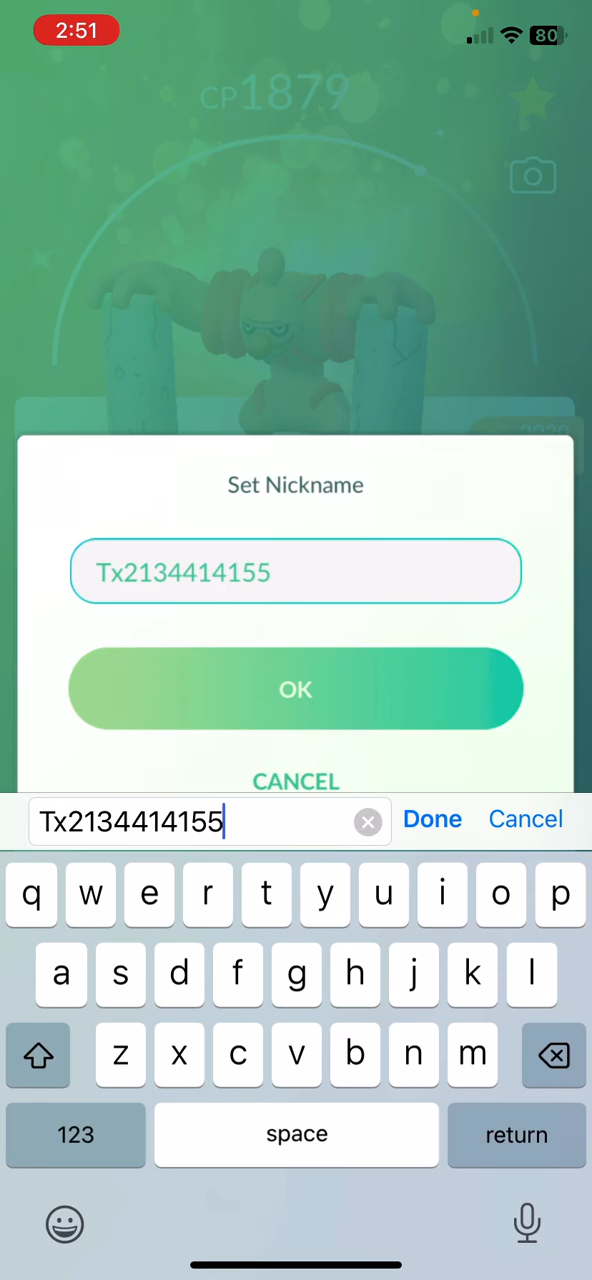 2:51
80
CP1879
Set Nickname
Tx2134414155
OK
CANCEL
Tx2134414155
Done
Cancel
q w e r t y u i o p
a s d f g h j k l
z x c v b n m
123
space
return